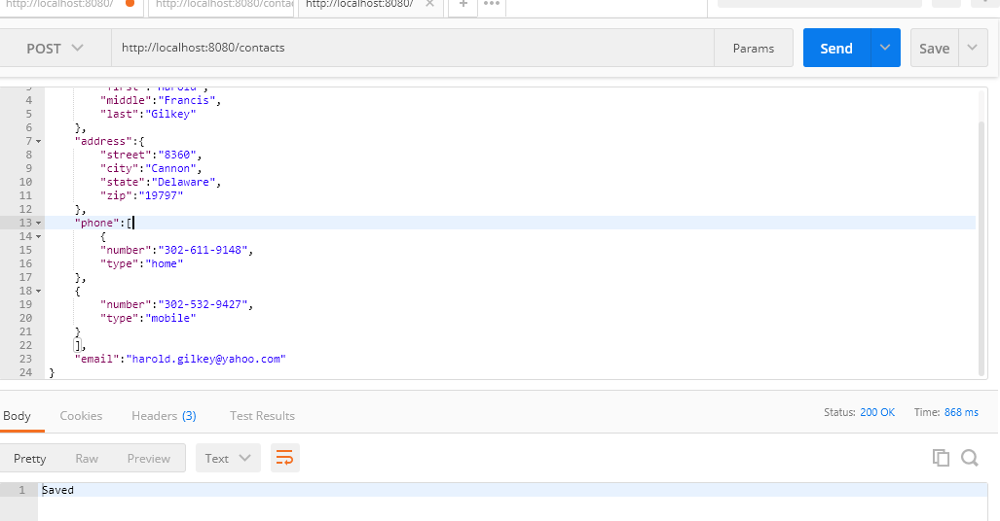 http://localhost:8080/ http://localhost:8080/contac http://localhost:8080/ × + •••
POST http://localhost:8080/contacts Params Send Save
3 "first":"Harold",
4 "middle":"Francis",
5 "last":"Gilkey"
6 },
7 "address":{
8 "street":"8360",
9 "city":"Cannon",
10 "state":"Delaware",
11 "zip":"19797"
12 },
13 "phone":[
14 {
15 "number":"302-611-9148",
16 "type":"home"
17 },
18 {
19 "number":"302-532-9427",
20 "type":"mobile"
21 }
22 ],
23 "email":"harold.gilkey@yahoo.com"
24 }
Body Cookies Headers (3) Test Results Status: 200 OK Time: 868 ms
Pretty Raw Preview Text
1 Saved